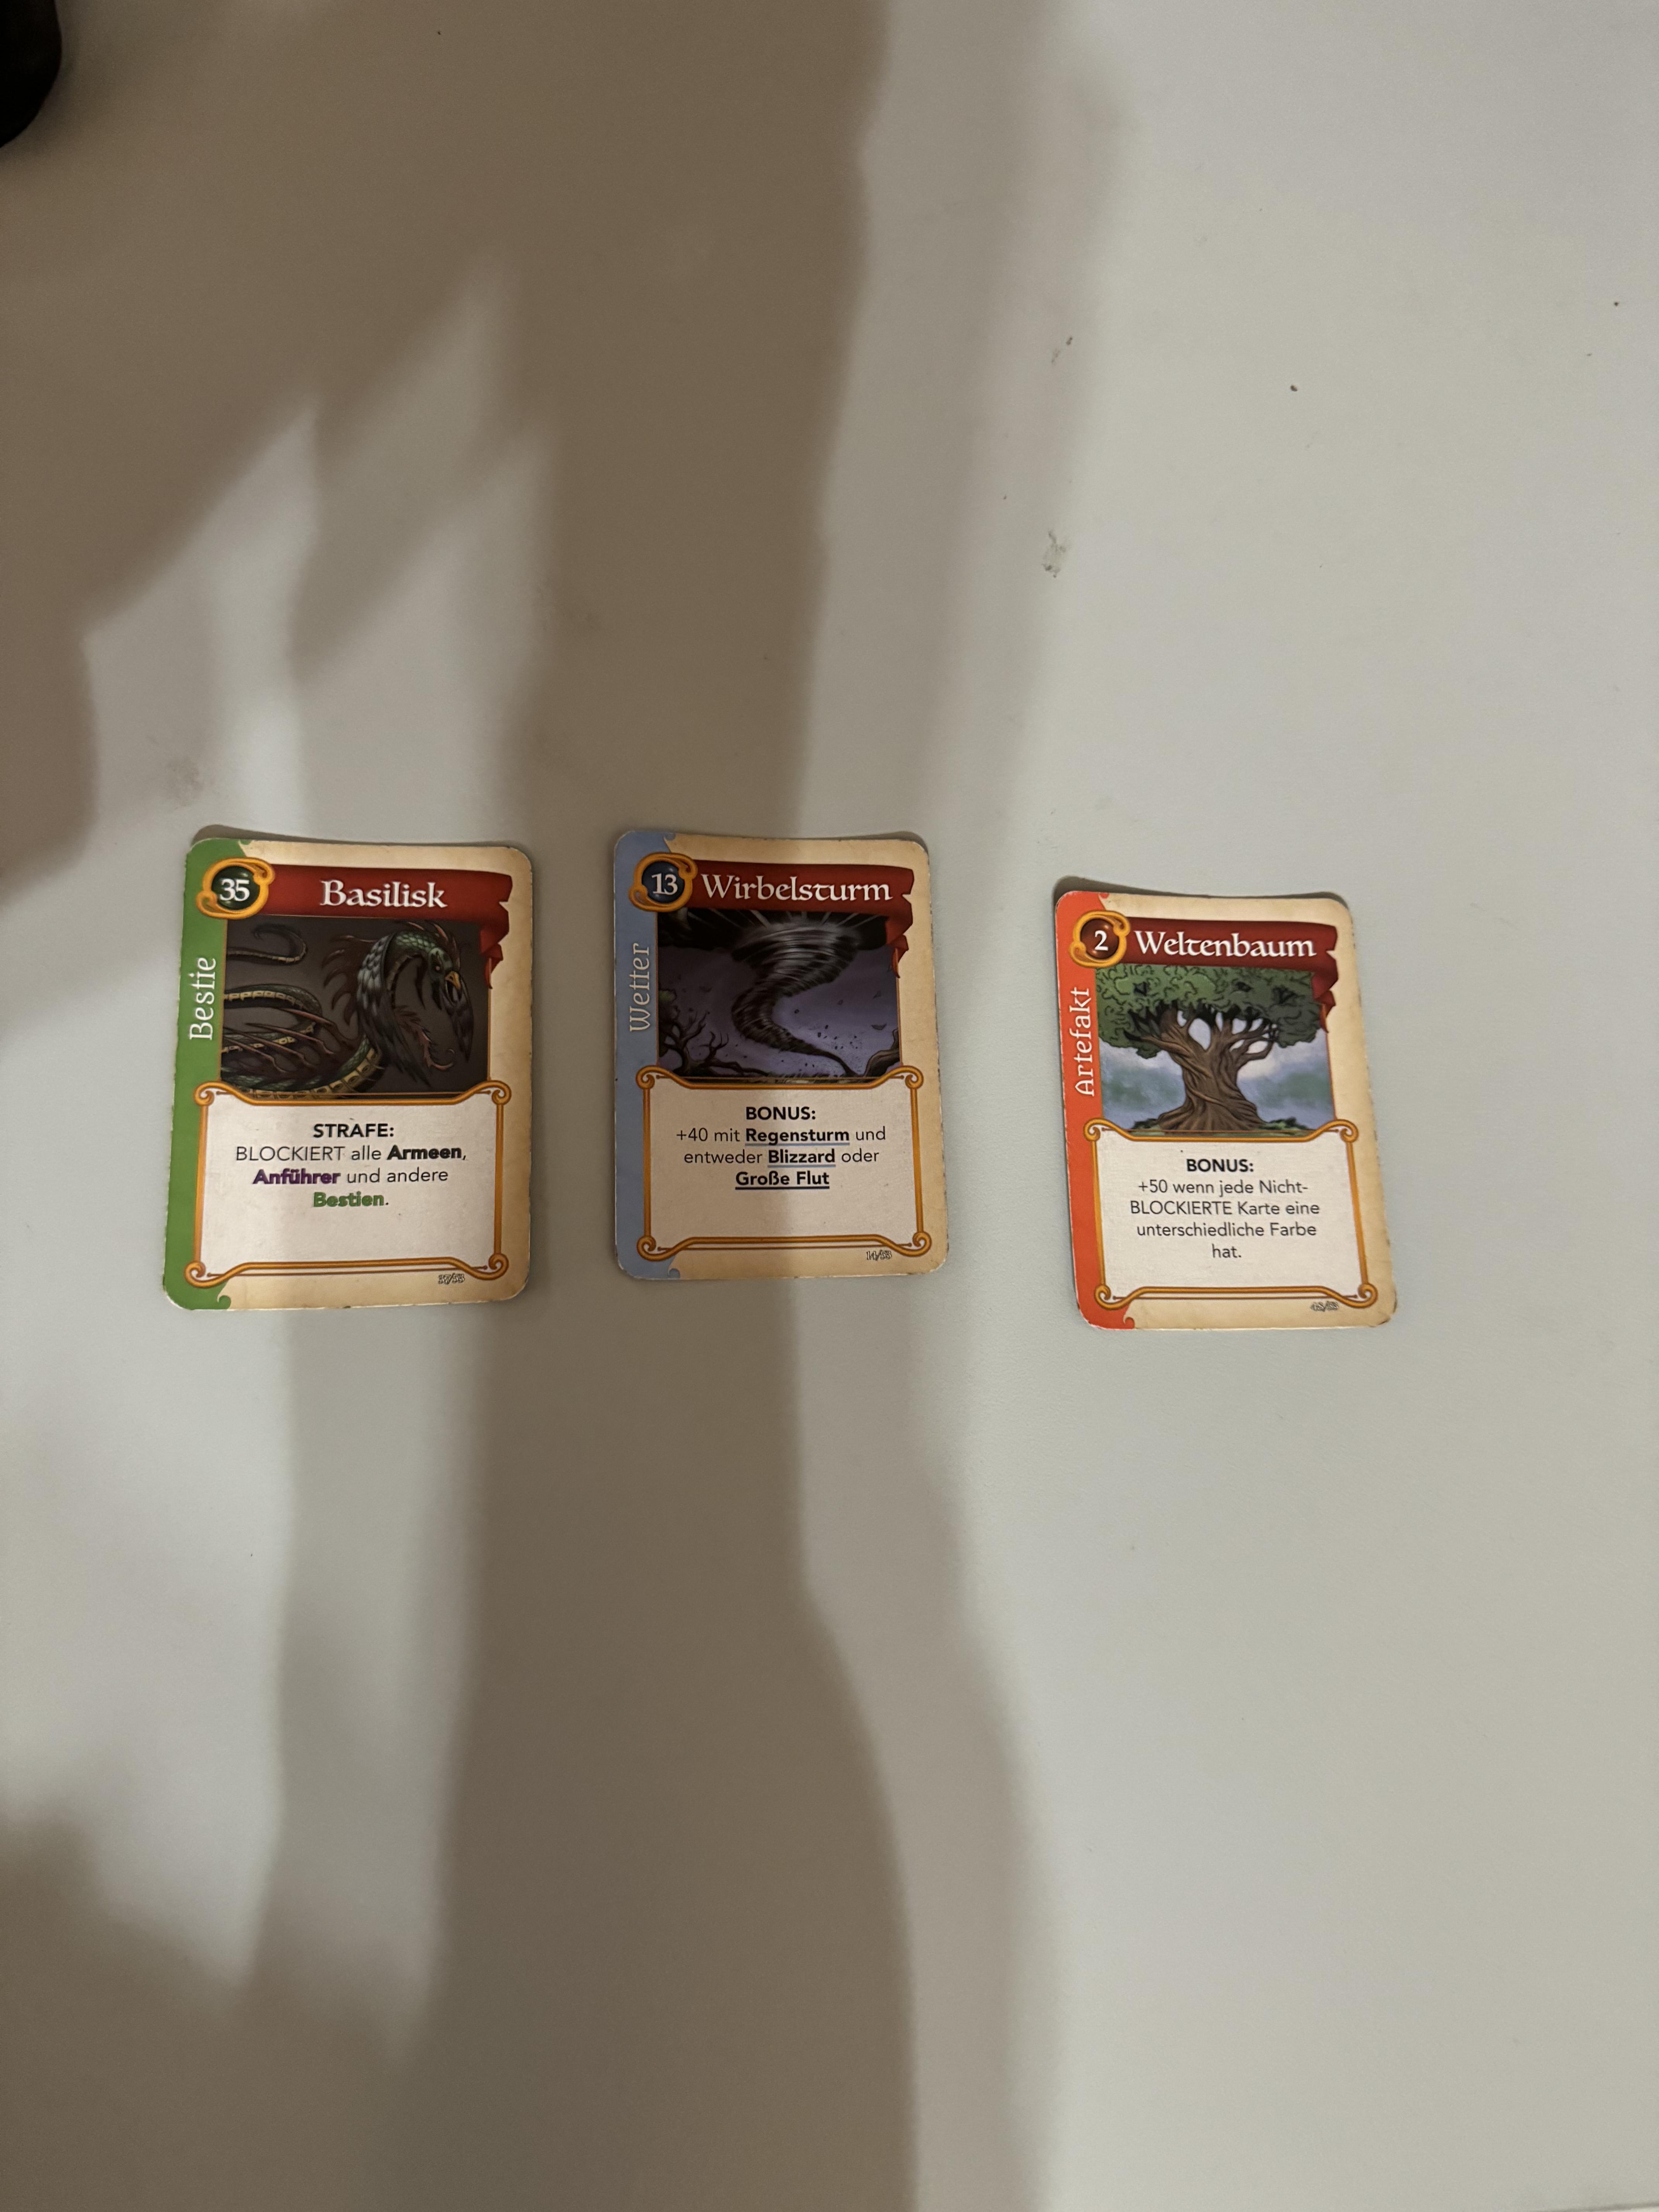 35 Basilisk
Bestie
STRAFE:
BLOCKIERT alle Armeen,
Anführer und andere
Bestien.
13 Wirbelsturm
Wetter
BONUS:
+40 mit Regensturm und
entweder Blizzard oder
Große Flut
14/53
2 Weltenbaum
Artefakt
BONUS:
+50 wenn jede Nicht-
BLOCKIERTE Karte eine
unterschiedliche Farbe
hat.